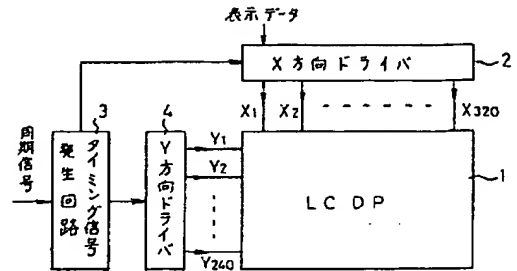 表示データ
X方向ドライバ
2
X1
X2
X320
3
4
同期信号
タイミング信号
発生回路
Y方向ドライバ
Y1
Y2
Y240
LCDP
1